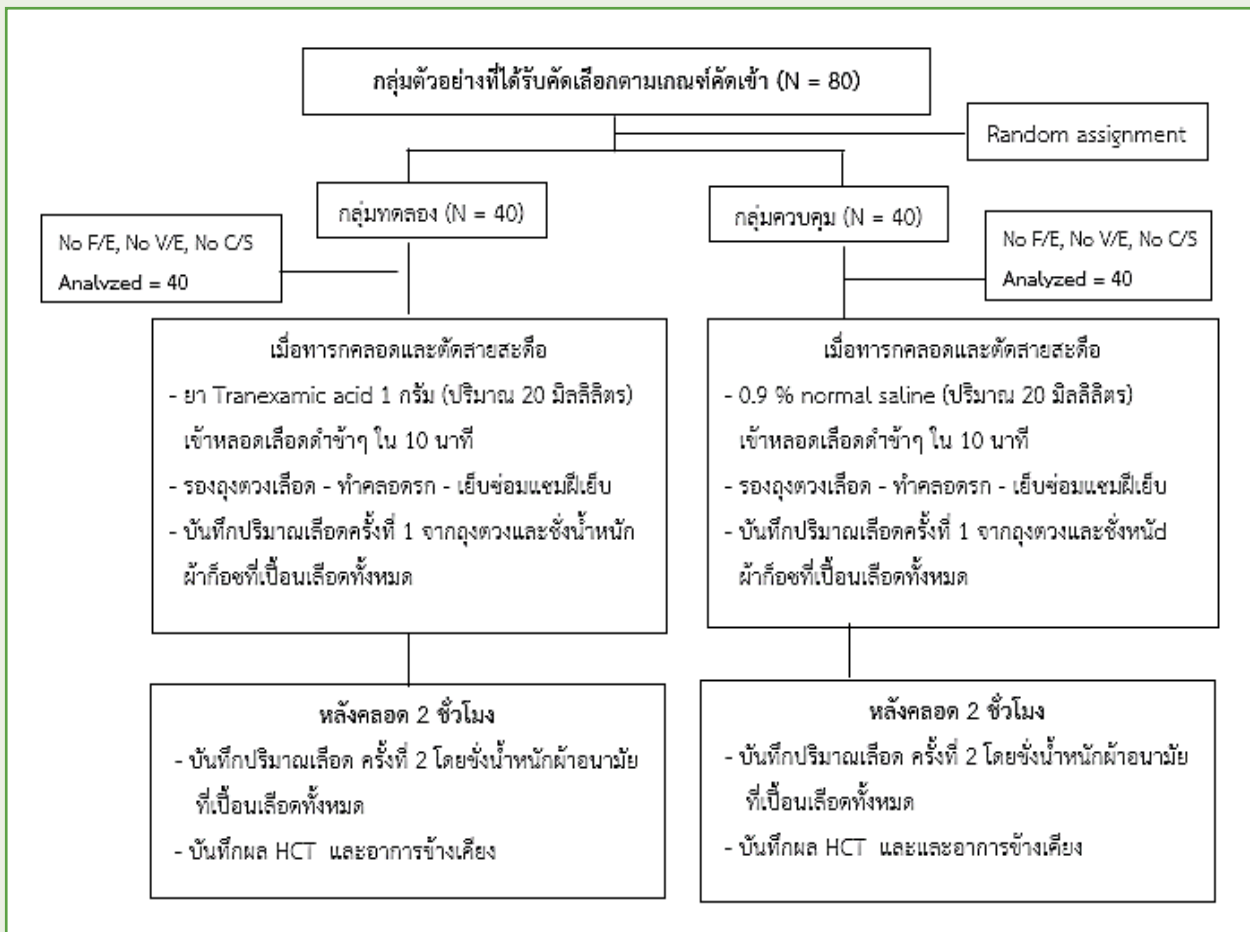 กลุ่มตัวอย่างที่ได้รับคัดเลือกตามเกณฑ์คัดเข้า (N = 80)
Random assignment
กลุ่มทดลอง (N = 40)
กลุ่มควบคุม (N = 40)
No F/E, No V/E, No C/S
Analyzed = 40
No F/E, No V/E, No C/S
Analyzed = 40
เมื่อทารกคลอดและตัดสายสะดือ
- ยา Tranexamic acid 1 กรัม (ปริมาณ 20 มิลลิลิตร)
เข้าหลอดเลือดดำช้าๆ ใน 10 นาที
- รองถุงตวงเลือด - ทำคลอดรก - เย็บซ่อมแซมฝีเย็บ
- บันทึกปริมาณเลือดครั้งที่ 1 จากถุงตวงและชั่งน้ำหนัก
ผ้าก็อซที่เปื้อนเลือดทั้งหมด
เมื่อทารกคลอดและตัดสายสะดือ
- 0.9 % normal saline (ปริมาณ 20 มิลลิลิตร)
เข้าหลอดเลือดดำช้าๆ ใน 10 นาที
- รองถุงตวงเลือด - ทำคลอดรก - เย็บซ่อมแซมฝีเย็บ
- บันทึกปริมาณเลือดครั้งที่ 1 จากถุงตวงและชั่งหนัd
ผ้าก็อซที่เปื้อนเลือดทั้งหมด
หลังคลอด 2 ชั่วโมง
- บันทึกปริมาณเลือด ครั้งที่ 2 โดยชั่งน้ำหนักผ้าอนามัย
ที่เปื้อนเลือดทั้งหมด
- บันทึกผล HCT และอาการข้างเคียง
หลังคลอด 2 ชั่วโมง
- บันทึกปริมาณเลือด ครั้งที่ 2 โดยชั่งน้ำหนักผ้าอนามัย
ที่เปื้อนเลือดทั้งหมด
- บันทึกผล HCT และและอาการข้างเคียง